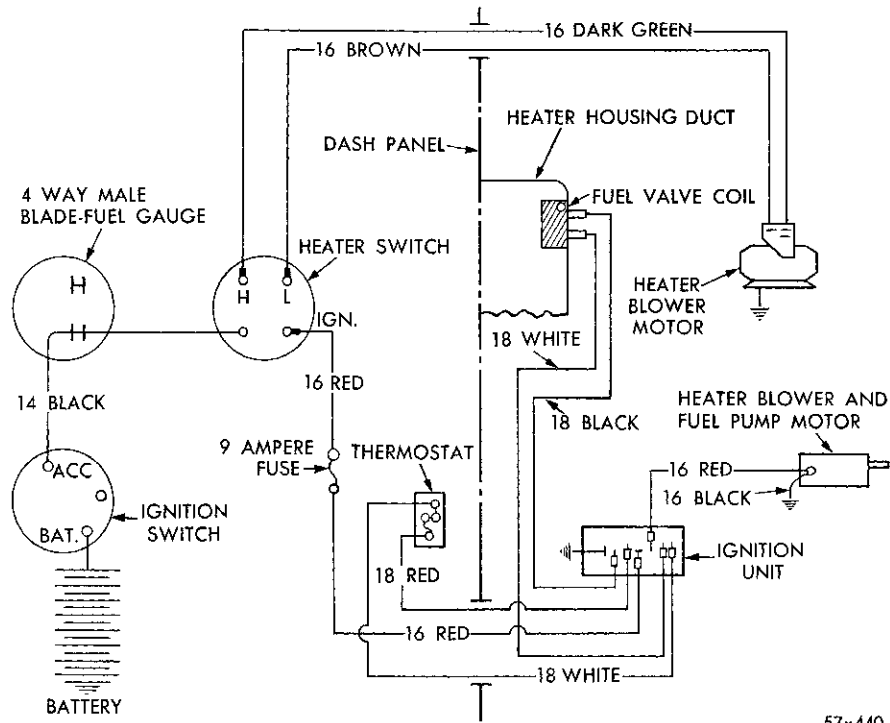 16 DARK GREEN
16 BROWN
HEATER HOUSING DUCT
DASH PANEL
4 WAY MALE
BLADE-FUEL GAUGE
FUEL VALVE COIL
HEATER SWITCH
H
L
IGN.
HEATER
BLOWER
MOTOR
18 WHITE
16 RED
14 BLACK
18 BLACK
HEATER BLOWER AND
FUEL PUMP MOTOR
9 AMPERE
FUSE
THERMOSTAT
16 RED
16 BLACK
ACC
IGNITION
SWITCH
BAT.
IGNITION
UNIT
18 RED
16 RED
18 WHITE
BATTERY
57x440